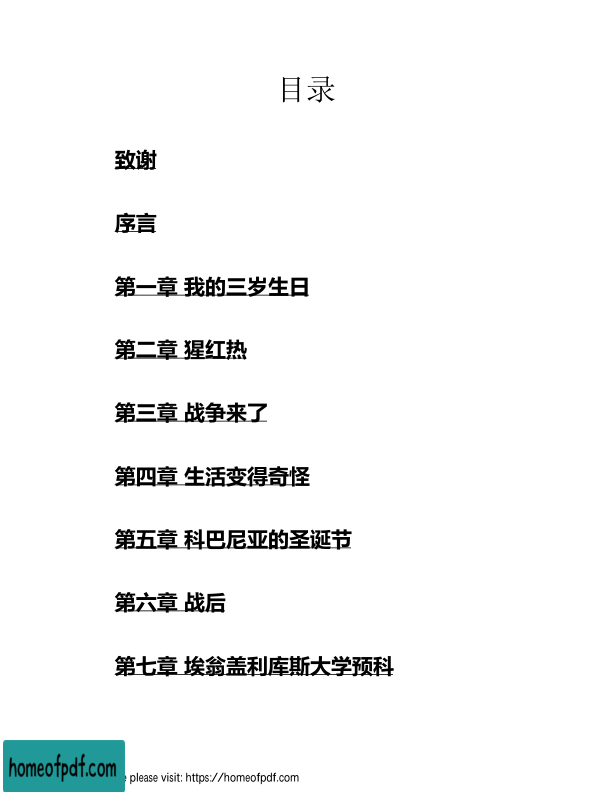 目录
致谢
序言
第一章 我的三岁生日
第二章 猩红热
第三章 战争来了
第四章 生活变得奇怪
第五章 科巴尼亚的圣诞节
第六章 战后
第七章 埃翁盖利库斯大学预科
homeofpdf.com
e please visit: https://homeofpdf.com